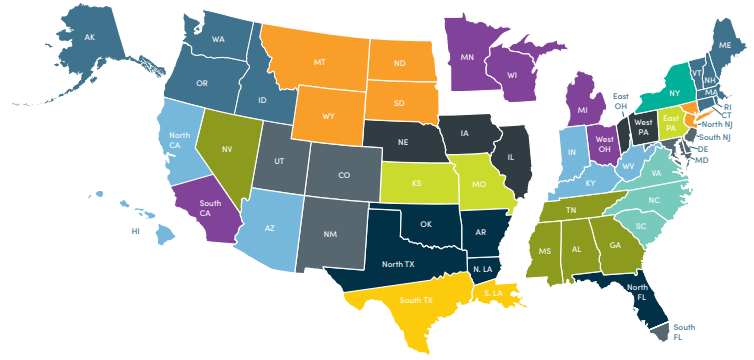 AK
WA
OR
ID
MT
ND
SD
WY
MN
WI
MI
ME
VT
NH
MA
NY
RI
CT
North NJ
South NJ
DE
MD
East
OH
West
PA
East
PA
West
OH
IN
IL
IA
NE
NV
UT
CO
KS
MO
KY
WV
VA
NC
SC
TN
North
CA
South
CA
HI
AZ
NM
OK
AR
North TX
South TX
N. LA
S. LA
MS
AL
GA
North
FL
South
FL